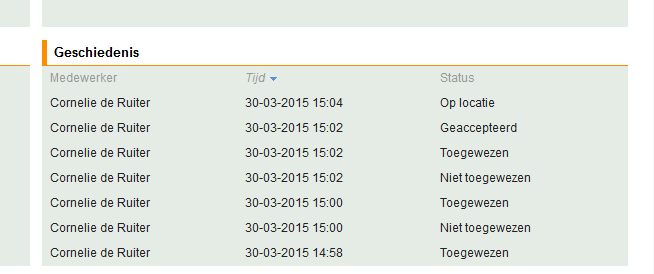 Geschiedenis
Medewerker Tijd Status
Cornelie de Ruiter 30-03-2015 15:04 Op locatie
Cornelie de Ruiter 30-03-2015 15:02 Geaccepteerd
Cornelie de Ruiter 30-03-2015 15:02 Toegewezen
Cornelie de Ruiter 30-03-2015 15:02 Niet toegewezen
Cornelie de Ruiter 30-03-2015 15:00 Toegewezen
Cornelie de Ruiter 30-03-2015 15:00 Niet toegewezen
Cornelie de Ruiter 30-03-2015 14:58 Toegewezen